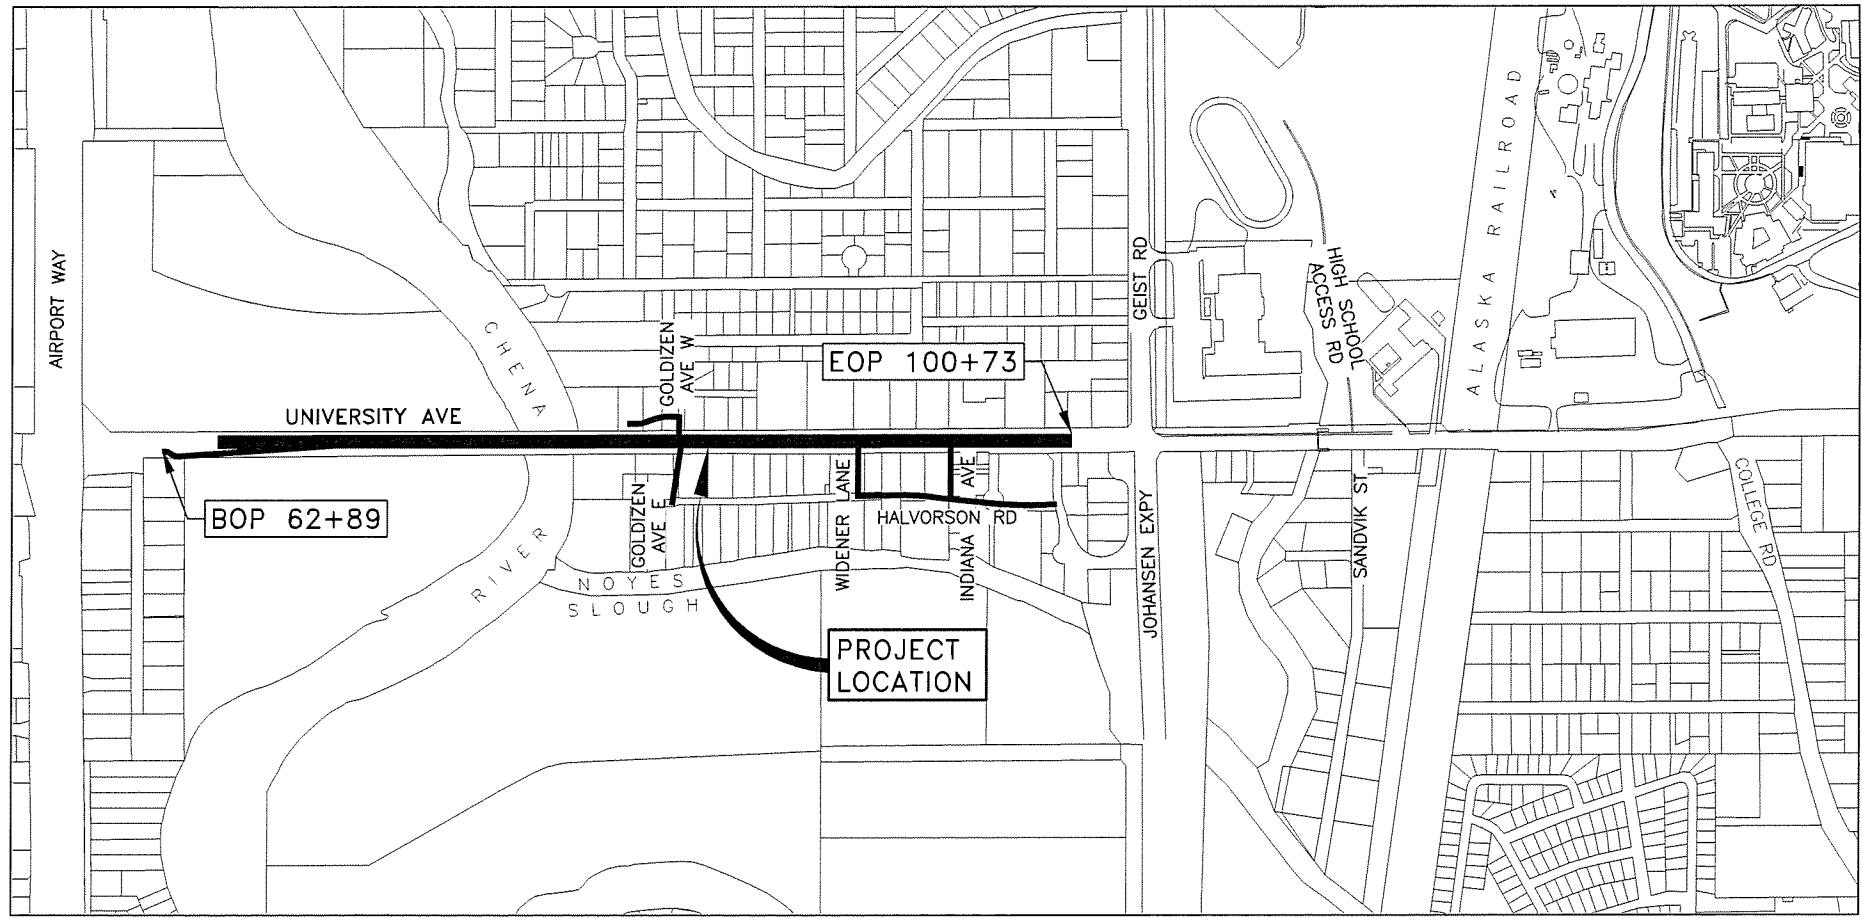 AIRPORT WAY
UNIVERSITY AVE
BOP 62+89
CHENA
RIVER
NOYES
SLOUGH
GOLDIZEN
AVE W
GOLDIZEN
AVE E
EOP 100+73
WIDENER LANE
INDIANA AVE
HALVORSON RD
PROJECT
LOCATION
GEIST RD
JOHANSEN EXPY
HIGH SCHOOL
ACCESS RD
SANDVIK ST
ALASKA RAILROAD
COLLEGE RD